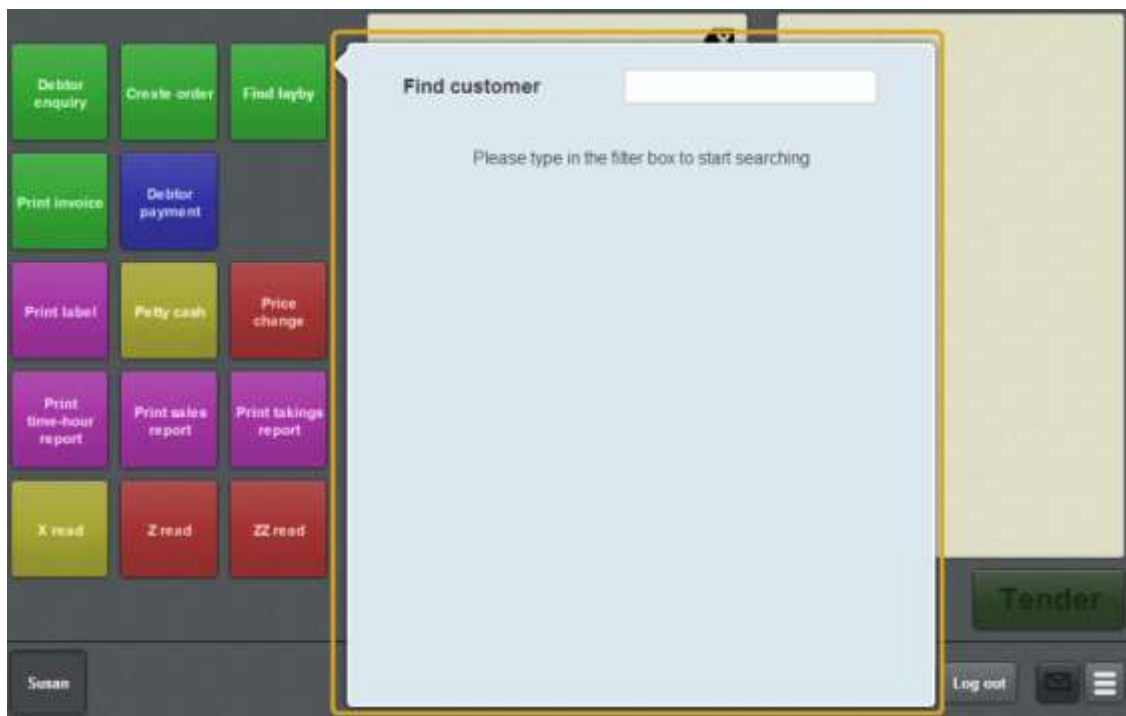 Debtor
enquiry
Create order
Find layby
Find customer
Please type in the filter box to start searching
Print invoice
Debtor
payment
Print label
Petty cash
Price
change
Print
time-hour
report
Print sales
report
Print takings
report
X read
Z read
ZZ read
Tender
Susan
Log out